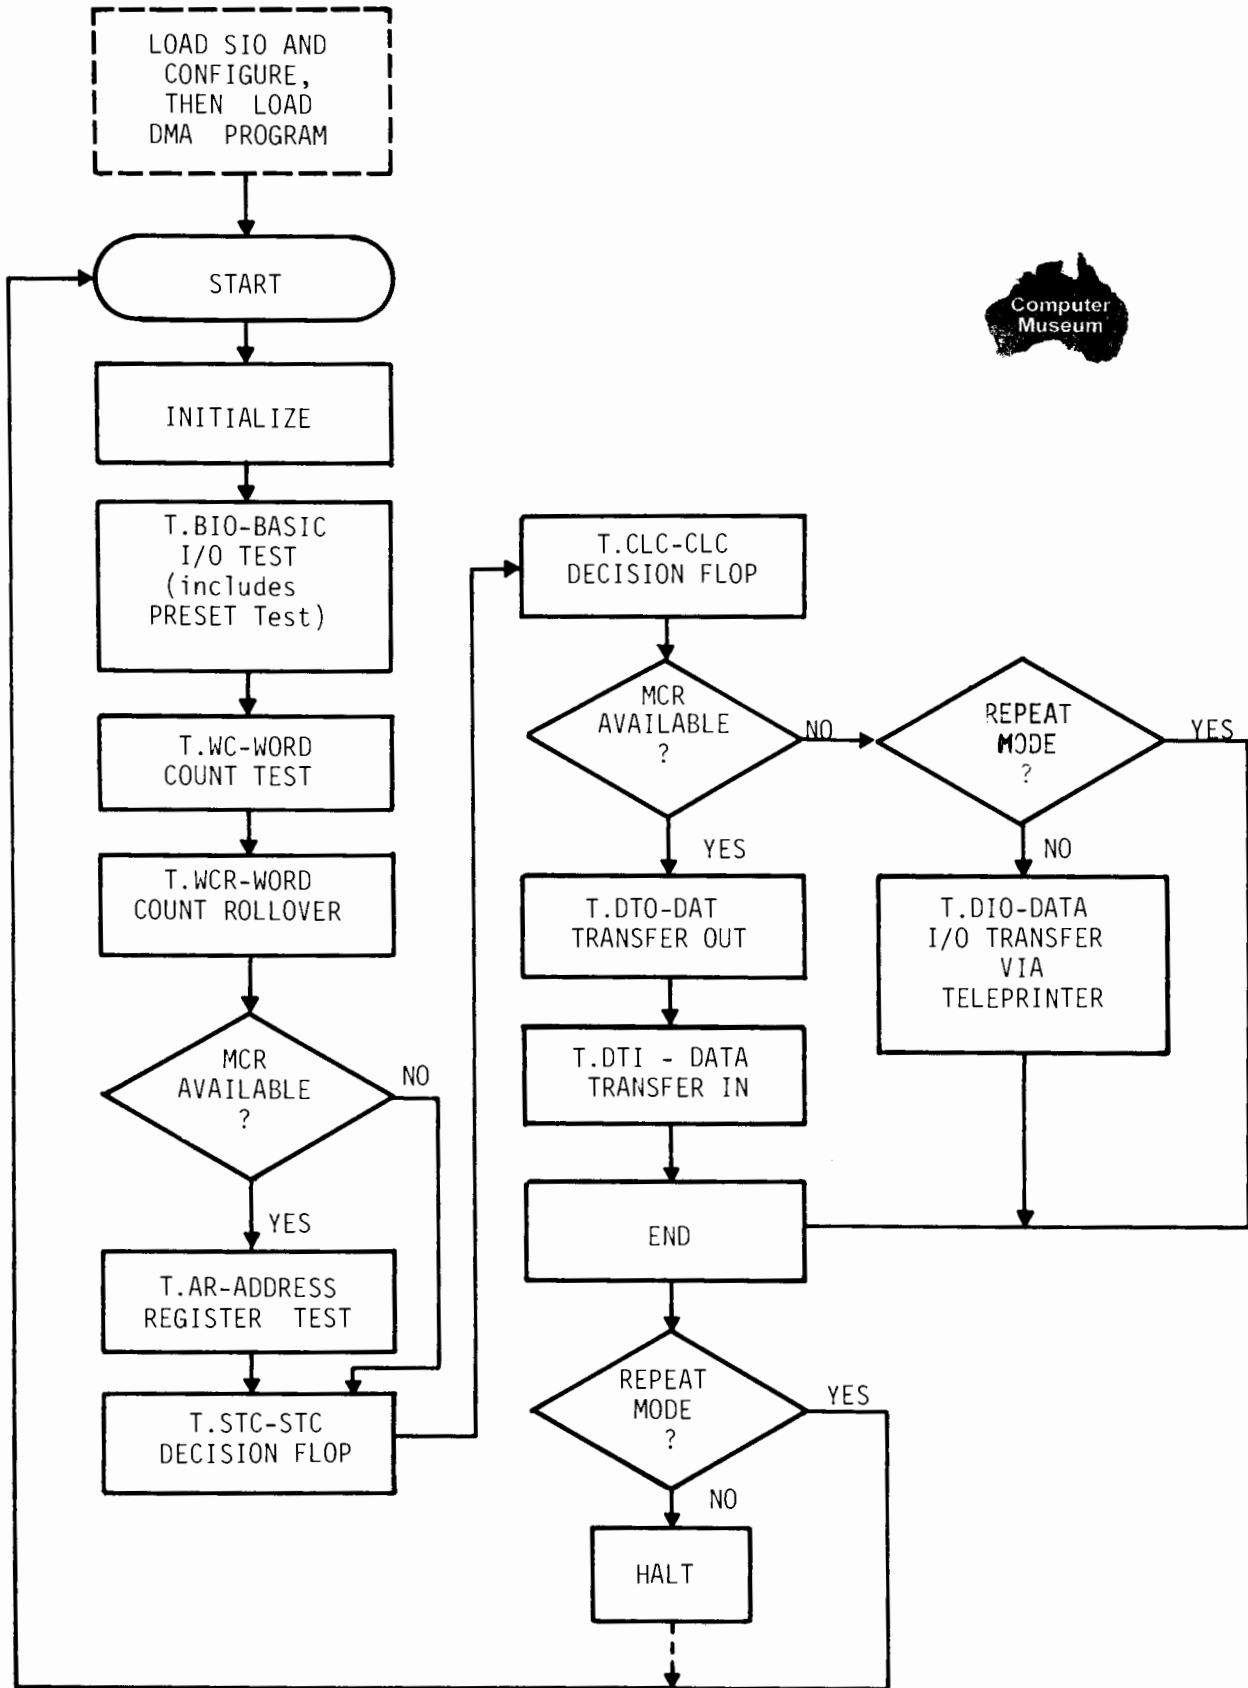 LOAD SIO AND
CONFIGURE,
THEN LOAD
DMA PROGRAM
START
Computer
Museum
INITIALIZE
T.BIO-BASIC
I/O TEST
(includes
PRESET Test)
T.WC-WORD
COUNT TEST
T.WCR-WORD
COUNT ROLLOVER
MCR
AVAILABLE
?
NO
YES
T.AR-ADDRESS
REGISTER TEST
T.STC-STC
DECISION FLOP
T.CLC-CLC
DECISION FLOP
MCR
AVAILABLE
?
NO
YES
REPEAT
MODE
?
YES
NO
T.DTO-DAT
TRANSFER OUT
T.DIO-DATA
I/O TRANSFER
VIA
TELEPRINTER
T.DTI - DATA
TRANSFER IN
END
REPEAT
MODE
?
YES
NO
HALT